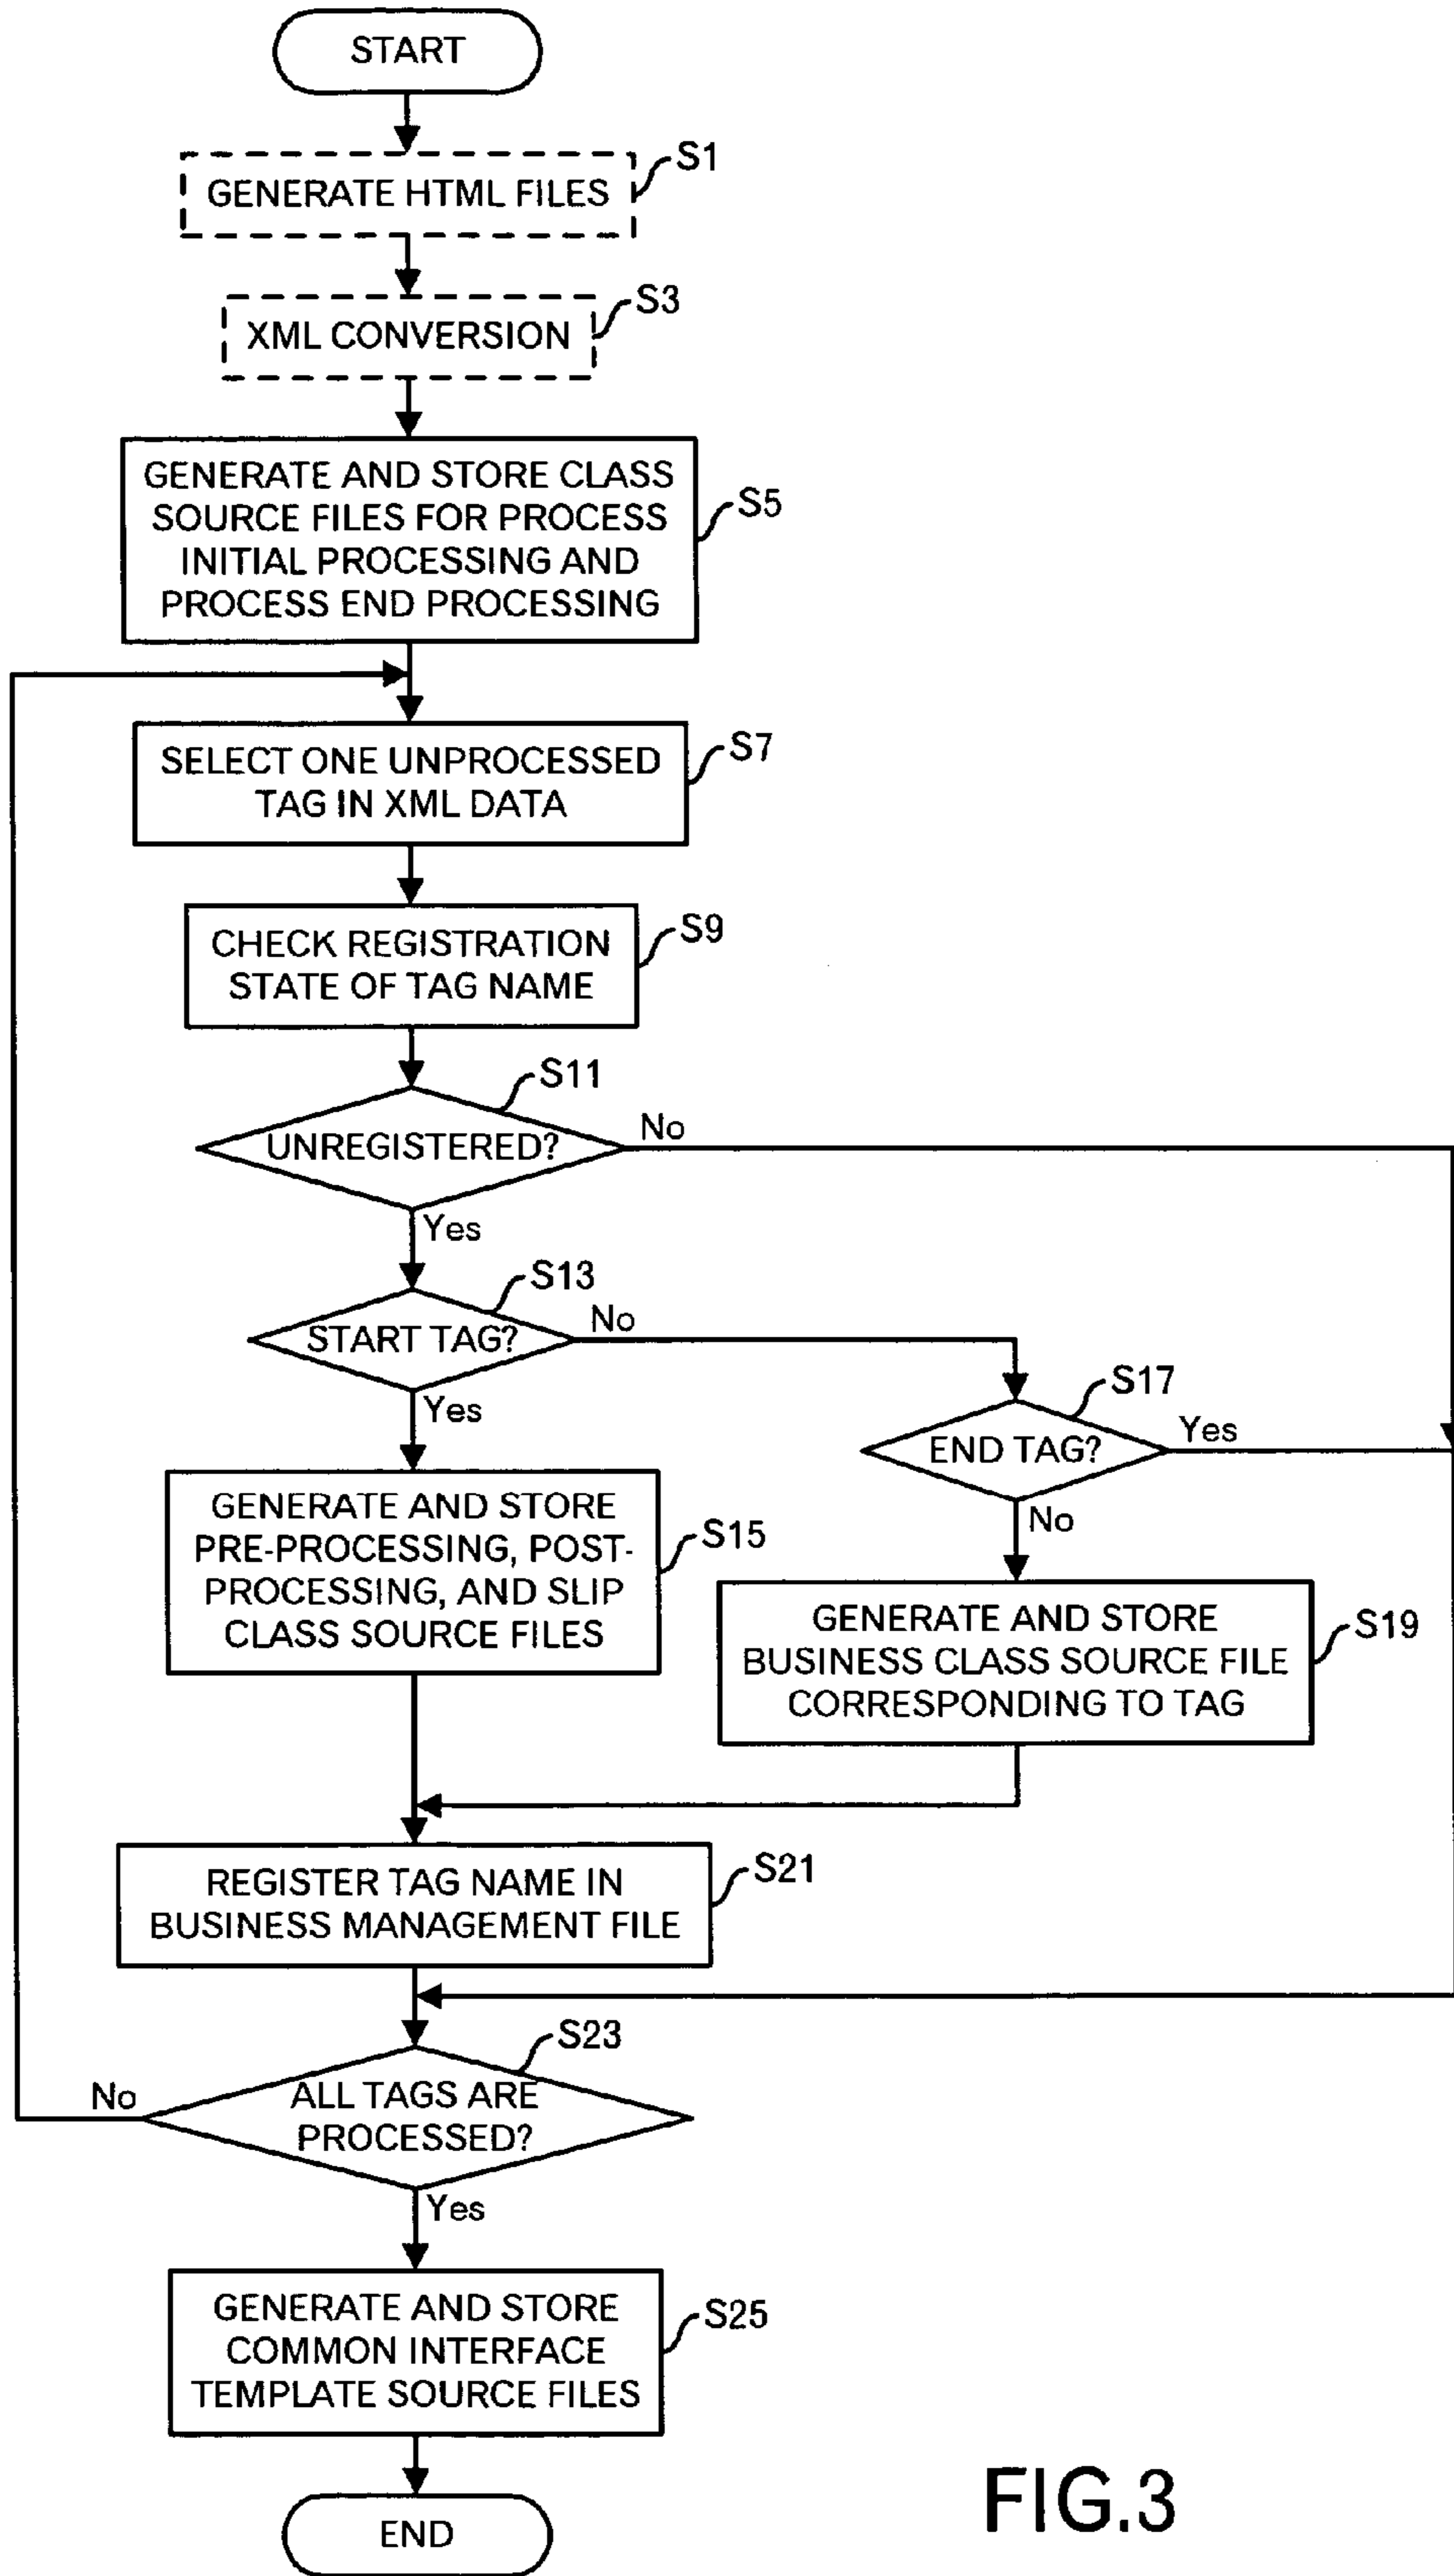 START
S1
GENERATE HTML FILES
S3
XML CONVERSION
S5
GENERATE AND STORE CLASS
SOURCE FILES FOR PROCESS
INITIAL PROCESSING AND
PROCESS END PROCESSING
S7
SELECT ONE UNPROCESSED
TAG IN XML DATA
S9
CHECK REGISTRATION
STATE OF TAG NAME
S11
UNREGISTERED?
No
Yes
S13
START TAG?
No
Yes
S17
END TAG?
Yes
No
GENERATE AND STORE
PRE-PROCESSING, POST-
PROCESSING, AND SLIP
CLASS SOURCE FILES
S15
GENERATE AND STORE
BUSINESS CLASS SOURCE FILE
CORRESPONDING TO TAG
S19
REGISTER TAG NAME IN
BUSINESS MANAGEMENT FILE
S21
S23
ALL TAGS ARE
PROCESSED?
No
Yes
GENERATE AND STORE
COMMON INTERFACE
TEMPLATE SOURCE FILES
S25
END
FIG.3